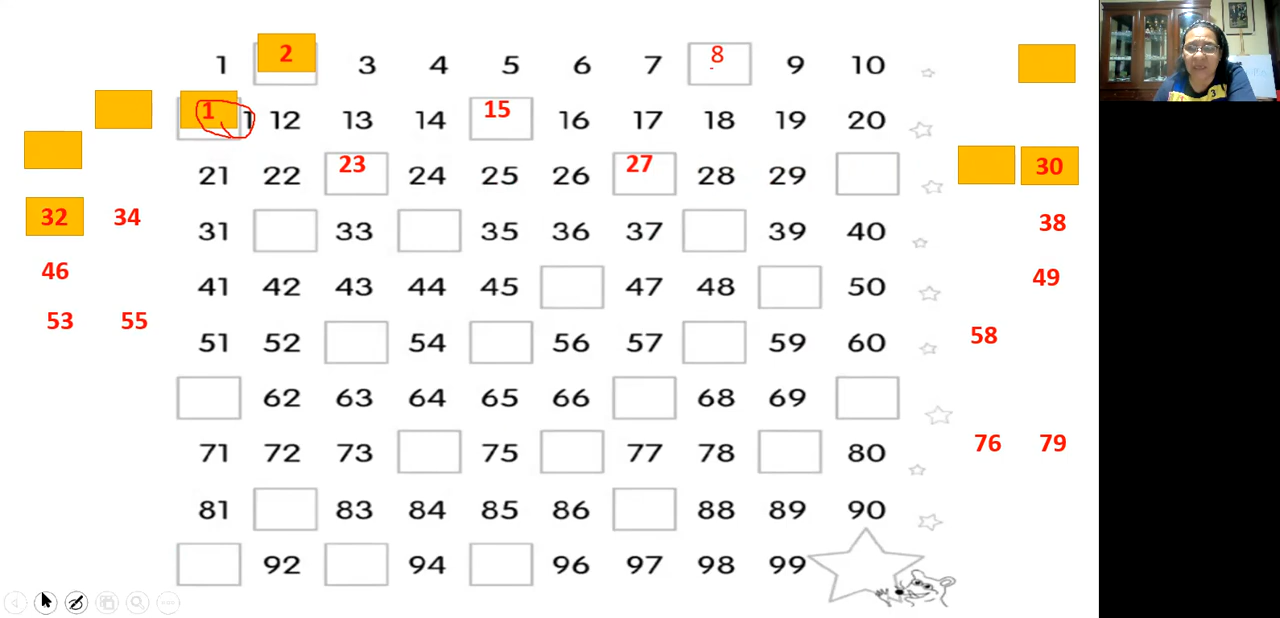 1 2 3 4 5 6 7 8 9 10
1 1 12 13 14 15 16 17 18 19 20
21 22 23 24 25 26 27 28 29 30
32 34 31 33 35 36 37 39 40 38
46 41 42 43 44 45 47 48 50 49
53 55 51 52 54 56 57 59 60 58
62 63 64 65 66 68 69
71 72 73 75 77 78 80 76 79
81 83 84 85 86 88 89 90
92 94 96 97 98 99